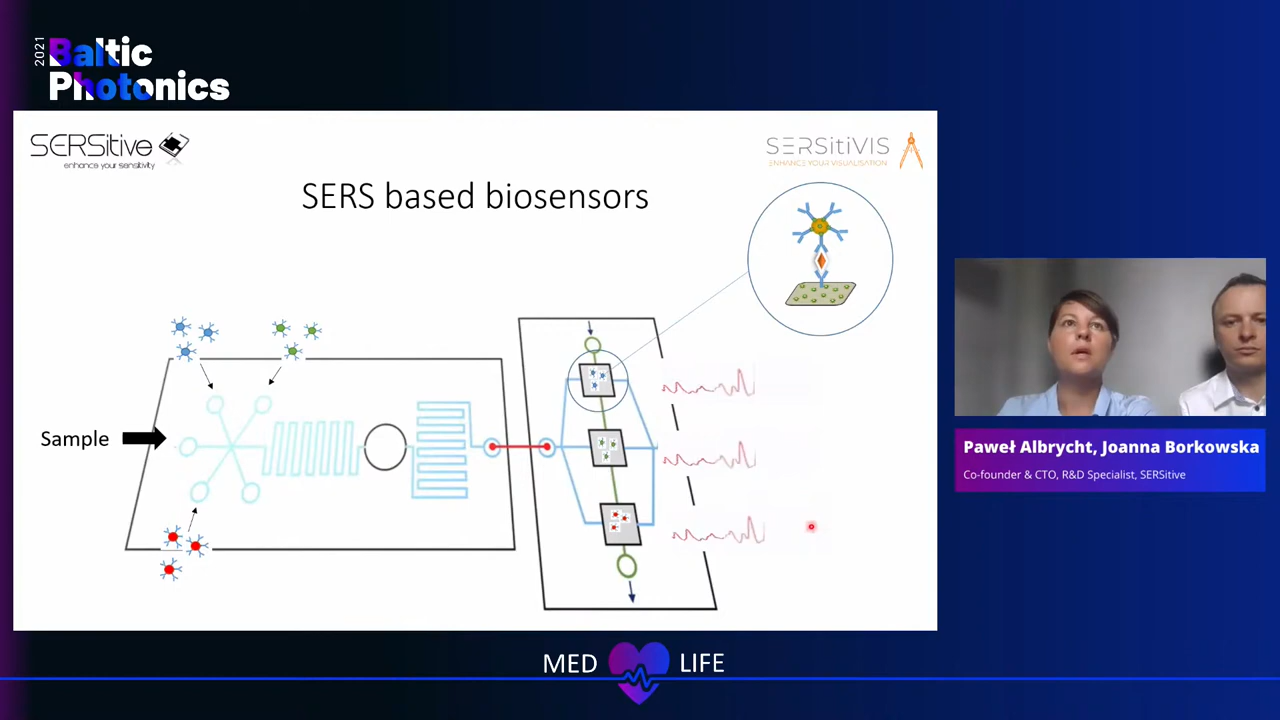 2021
Baltic
Photonics
SERSitive
enhance your sensitivity
SERSitiVIS
ENHANCE YOUR VISUALISATION
SERS based biosensors
Sample
Paweł Albrycht, Joanna Borkowska
Co-founder & CTO, R&D Specialist, SERSitive
MED LIFE